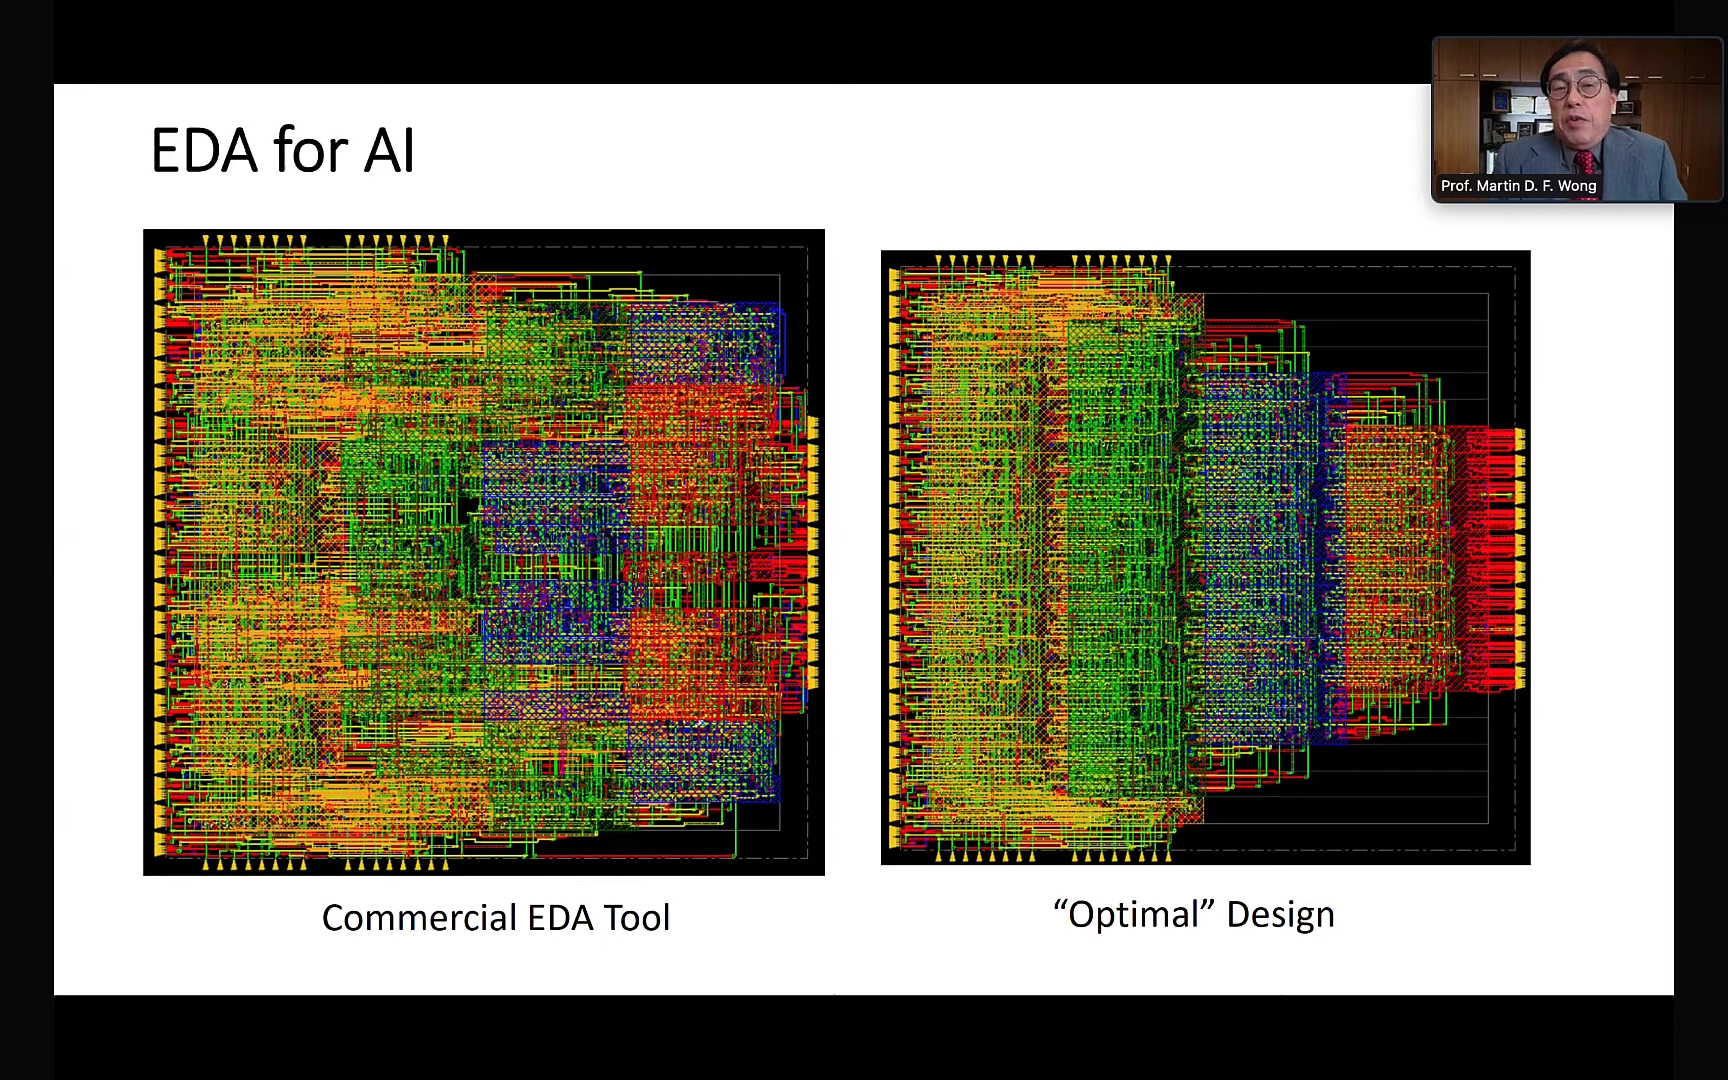 EDA for AI
Prof. Martin D. F. Wong
Commercial EDA Tool
“Optimal” Design